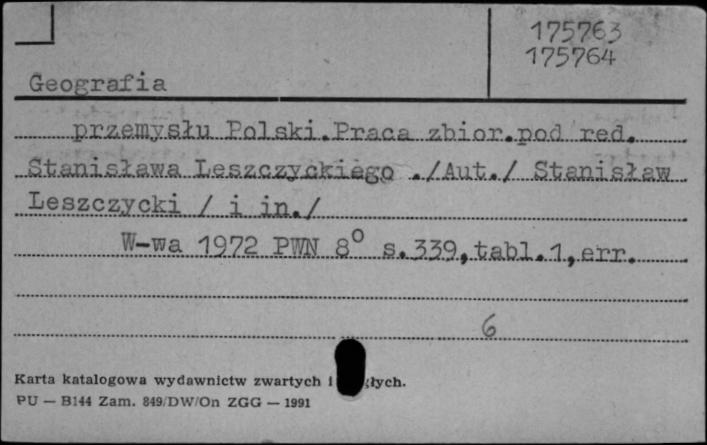 175763
175764
Geografia
przemysłu Polski.Praca zbior.pod red.
Stanisława Leszczyckiego ./Aut./ Stanisław
Leszczycki / i in./
W-wa 1972 PWN 8° s.339,tabl.1,err.
6
Karta katalogowa wydawnictw zwartych i głych.
PU — B144 Zam. 849/DW/On ZGG — 1991